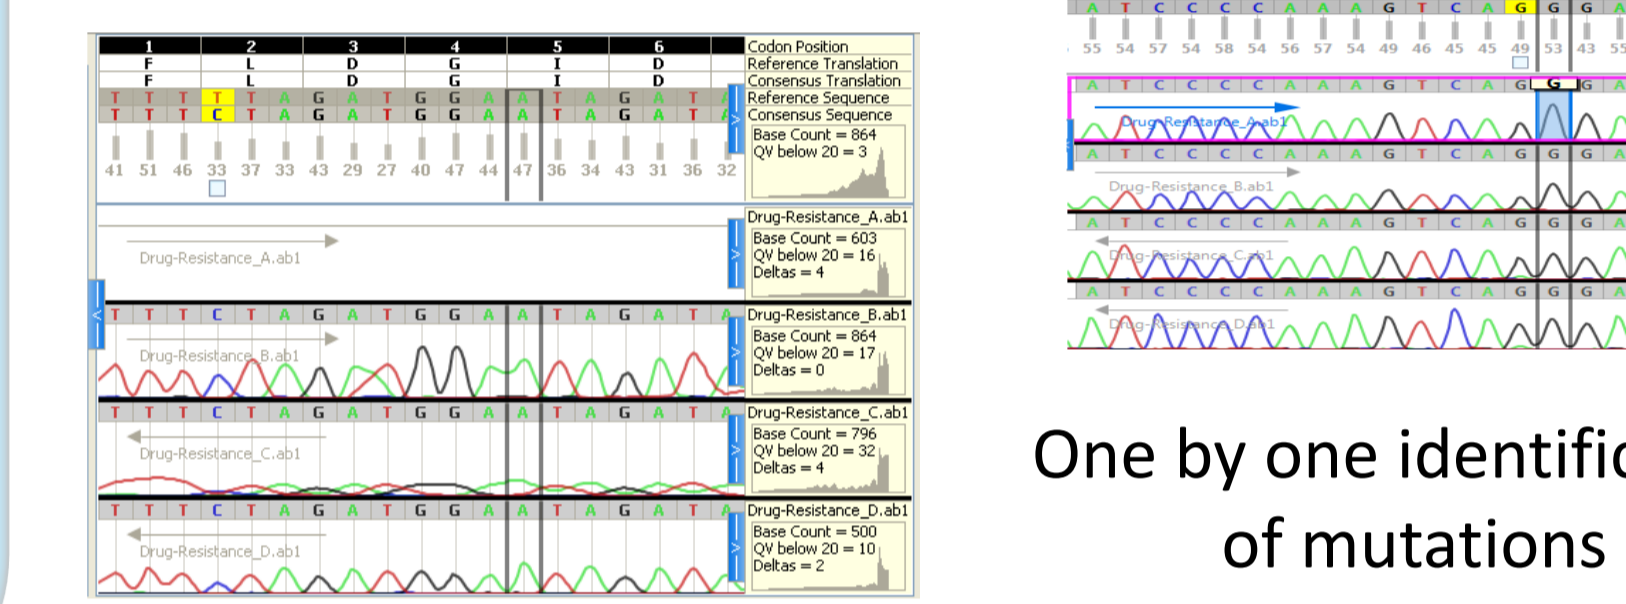 1 2 3 4 5 6 Codon Position
F L D G I D Reference Translation
F L D G I D Consensus Translation
T T T T T A G A T G G A A T A G A T A Reference Sequence
T T T C T A G A T G G A A T A G A T A Consensus Sequence
Base Count = 864
QV below 20 = 3
41 51 46 33 37 33 43 29 27 40 47 44 47 36 34 43 31 36 32
Drug-Resistance_A.ab1
Base Count = 603
QV below 20 = 16
Deltas = 4
Drug-Resistance_A.ab1
T T T C T A G A T G G A A T A G A T A Drug-Resistance_B.ab1
Base Count = 864
QV below 20 = 17
Deltas = 0
Drug-Resistance_B.ab1
T T T C T A G A T G G A A T A G A T A Drug-Resistance_C.ab1
Base Count = 796
QV below 20 = 32
Deltas = 4
Drug-Resistance_C.ab1
T T T C T A G A T G G A A T A G A T A Drug-Resistance_D.ab1
Base Count = 500
QV below 20 = 10
Deltas = 2
Drug-Resistance_D.ab1
A T C C C C A A A G T C A G G G A
55 54 57 54 58 54 56 57 54 49 46 45 45 49 53 43 55
A T C C C C A A A G T C A G G G A
Drug-Resistance_A.ab1
A T C C C C A A A G T C A G G G A
Drug-Resistance_B.ab1
A T C C C C A A A G T C A G G G A
Drug-Resistance_C.ab1
A T C C C C A A A G T C A G G G A
Drug-Resistance_D.ab1
One by one identific
of mutations